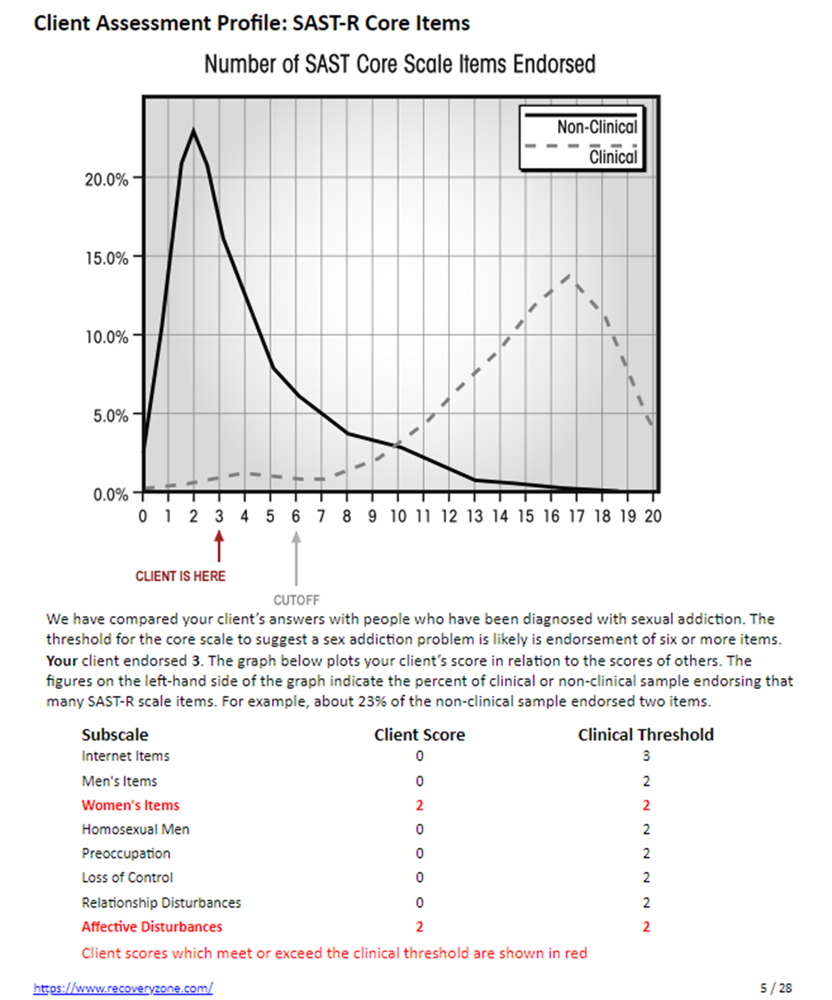 Client Assessment Profile: SAST-R Core Items
Number of SAST Core Scale Items Endorsed
Non-Clinical
Clinical
20.0%
15.0%
10.0%
5.0%
0.0%
0 1 2 3 4 5 6 7 8 9 10 11 12 13 14 15 16 17 18 19 20
CLIENT IS HERE
CUTOFF
We have compared your client's answers with people who have been diagnosed with sexual addiction. The
threshold for the core scale to suggest a sex addiction problem is likely is endorsement of six or more items.
Your client endorsed 3. The graph below plots your client's score in relation to the scores of others. The
figures on the left-hand side of the graph indicate the percent of clinical or non-clinical sample endorsing that
many SAST-R scale items. For example, about 23% of the non-clinical sample endorsed two items.
Subscale Client Score Clinical Threshold
Internet Items 0 3
Men's Items 0 2
Women's Items 2 2
Homosexual Men 0 2
Preoccupation 0 2
Loss of Control 0 2
Relationship Disturbances 0 2
Affective Disturbances 2 2
Client scores which meet or exceed the clinical threshold are shown in red
https://www.recoveryzone.com/ 5 / 28